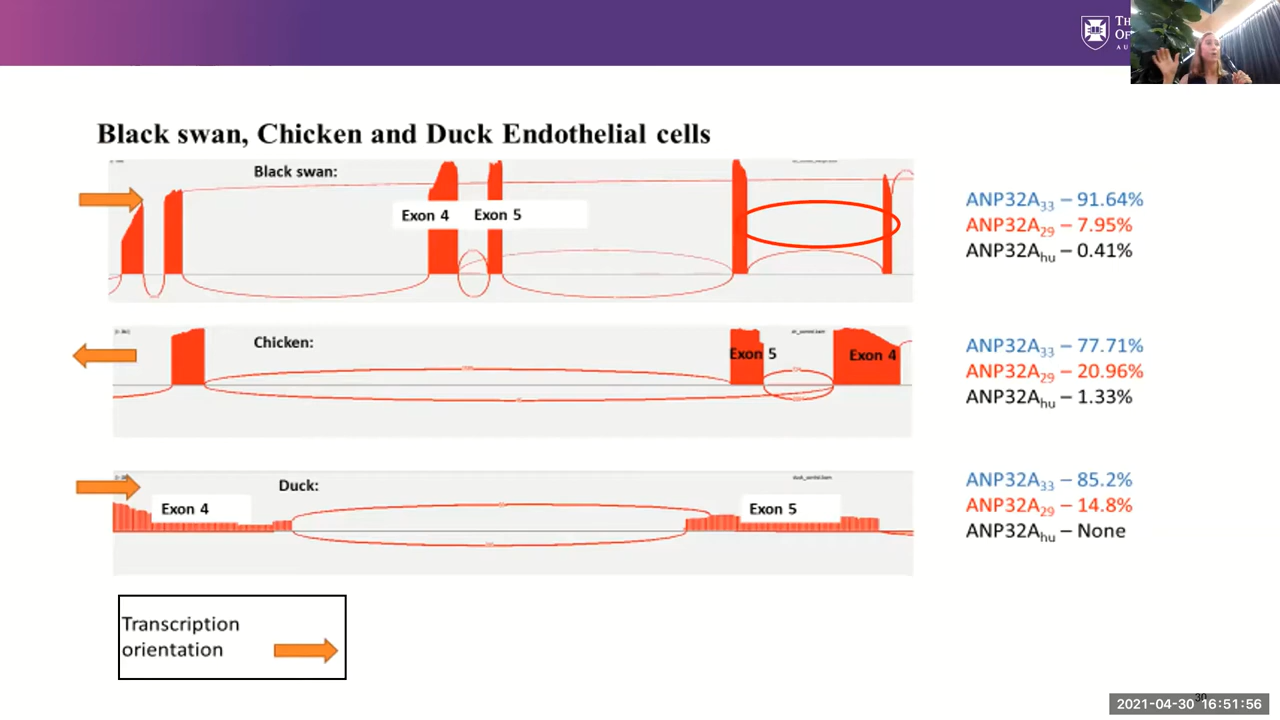 Black swan, Chicken and Duck Endothelial cells
Black swan:
Exon 4 Exon 5
ANP32A33 – 91.64%
ANP32A29 – 7.95%
ANP32Ahu – 0.41%
Chicken:
Exon 5 Exon 4
ANP32A33 – 77.71%
ANP32A29 – 20.96%
ANP32Ahu – 1.33%
Duck:
Exon 4 Exon 5
ANP32A33 – 85.2%
ANP32A29 – 14.8%
ANP32Ahu – None
Transcription
orientation
30
2021-04-30 16:51:56